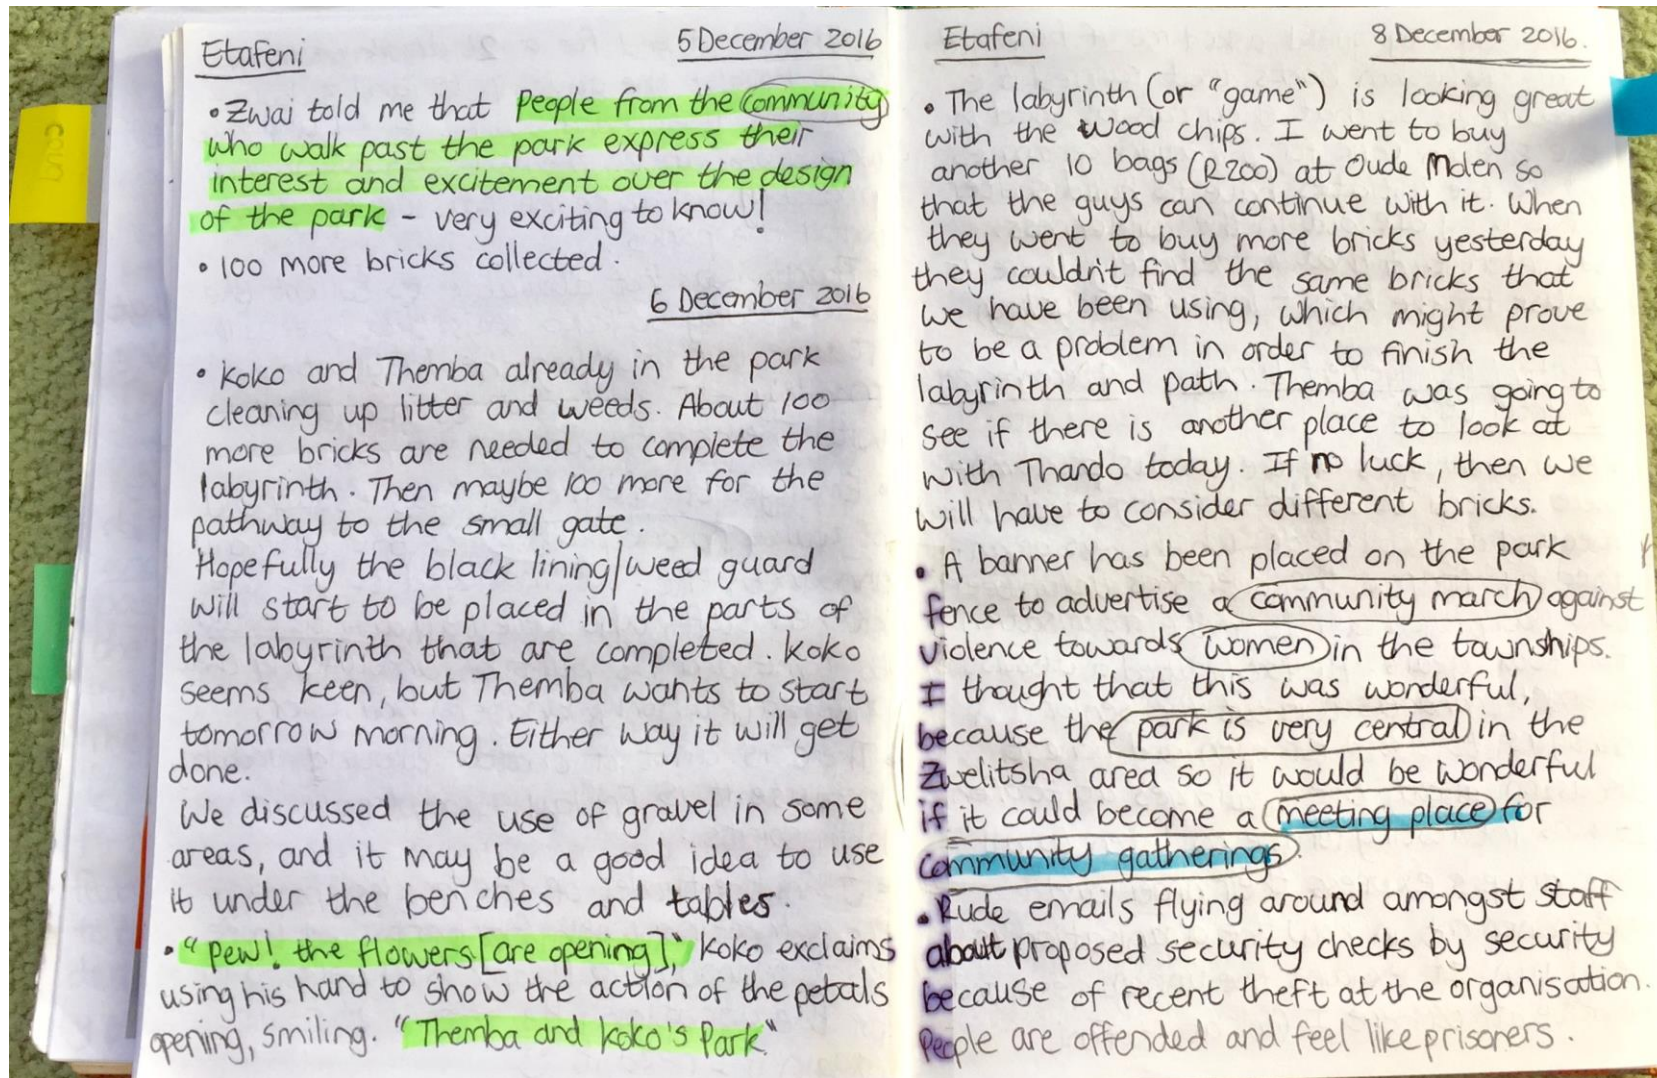 Etafeni 5 December 2016
• Zwai told me that People from the community
who walk past the park express their
interest and excitement over the design
of the park – very exciting to know!
• 100 more bricks collected.
6 December 2016
• Koko and Themba already in the park
cleaning up litter and weeds. About 100
more bricks are needed to complete the
labyrinth. Then maybe 100 more for the
pathway to the small gate.
Hopefully the black lining/weed guard
will start to be placed in the parts of
the labyrinth that are completed. Koko
seems keen, but Themba wants to start
tomorrow morning. Either way it will get
done.
We discussed the use of gravel in some
areas, and it may be a good idea to use
it under the benches and tables.
• "Pew! the flowers [are opening]," Koko exclaims
using his hand to show the action of the petals
opening, smiling. "Themba and Koko's Park"
Etafeni 8 December 2016.
• The labyrinth (or "game") is looking great
with the wood chips. I went to buy
another 10 bags (R200) at Oude Molen so
that the guys can continue with it. When
they went to buy more bricks yesterday
they couldn't find the same bricks that
we have been using, which might prove
to be a problem in order to finish the
labyrinth and path. Themba was going to
see if there is another place to look at
with Thando today. If no luck, then we
will have to consider different bricks.
• A banner has been placed on the park
fence to advertise a community march against
violence towards women in the townships.
I thought that this was wonderful,
because the park is very central in the
Zwelitsha area so it would be wonderful
if it could become a meeting place for
community gatherings.
• Rude emails flying around amongst staff
about proposed security checks by security
because of recent theft at the organisation.
People are offended and feel like prisoners.